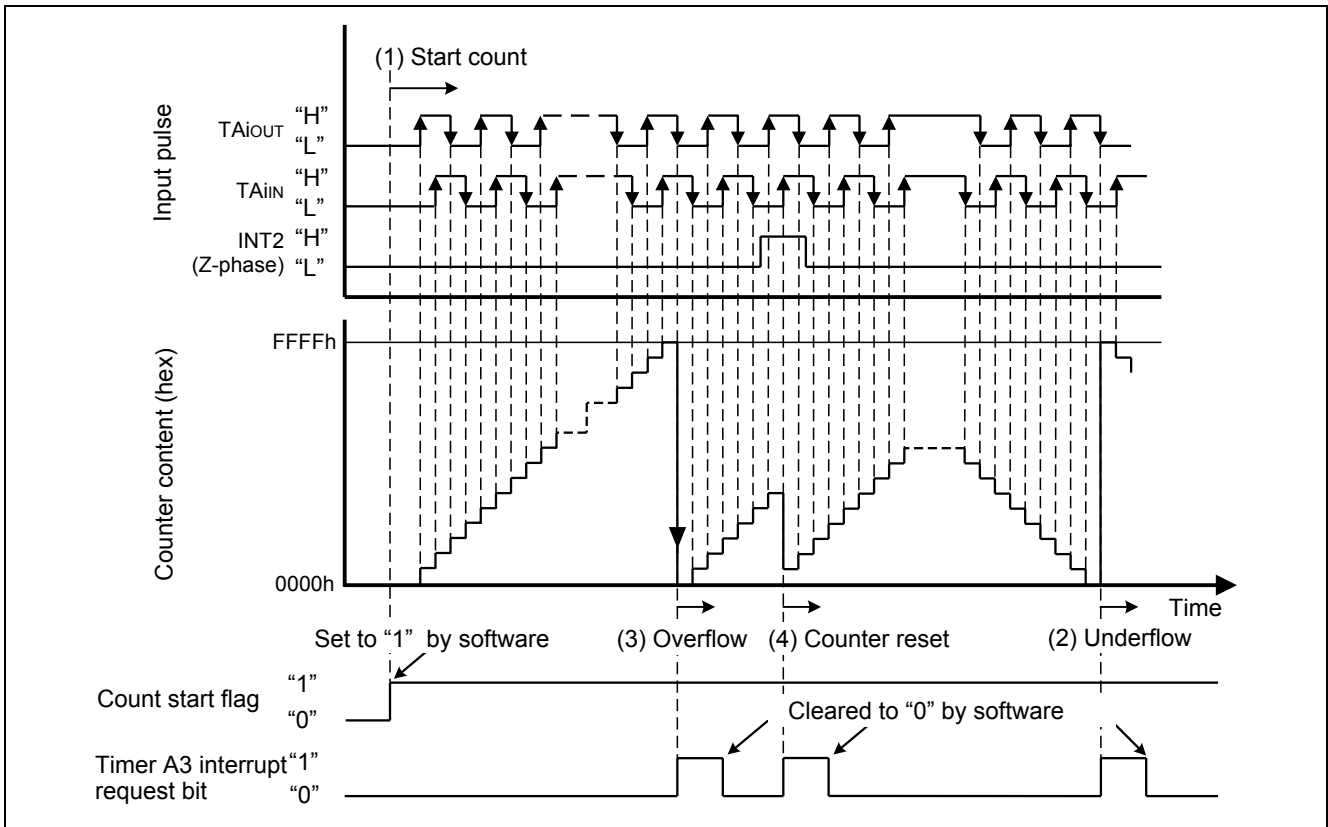 (1) Start count
Input pulse
TAiOUT “H”
“L”
TAiIN “H”
“L”
INT2 “H”
(Z-phase) “L”
Counter content (hex)
FFFFh
0000h
Time
Set to “1” by software
(3) Overflow
(4) Counter reset
(2) Underflow
Count start flag “1”
“0”
Cleared to “0” by software
Timer A3 interrupt “1”
request bit “0”